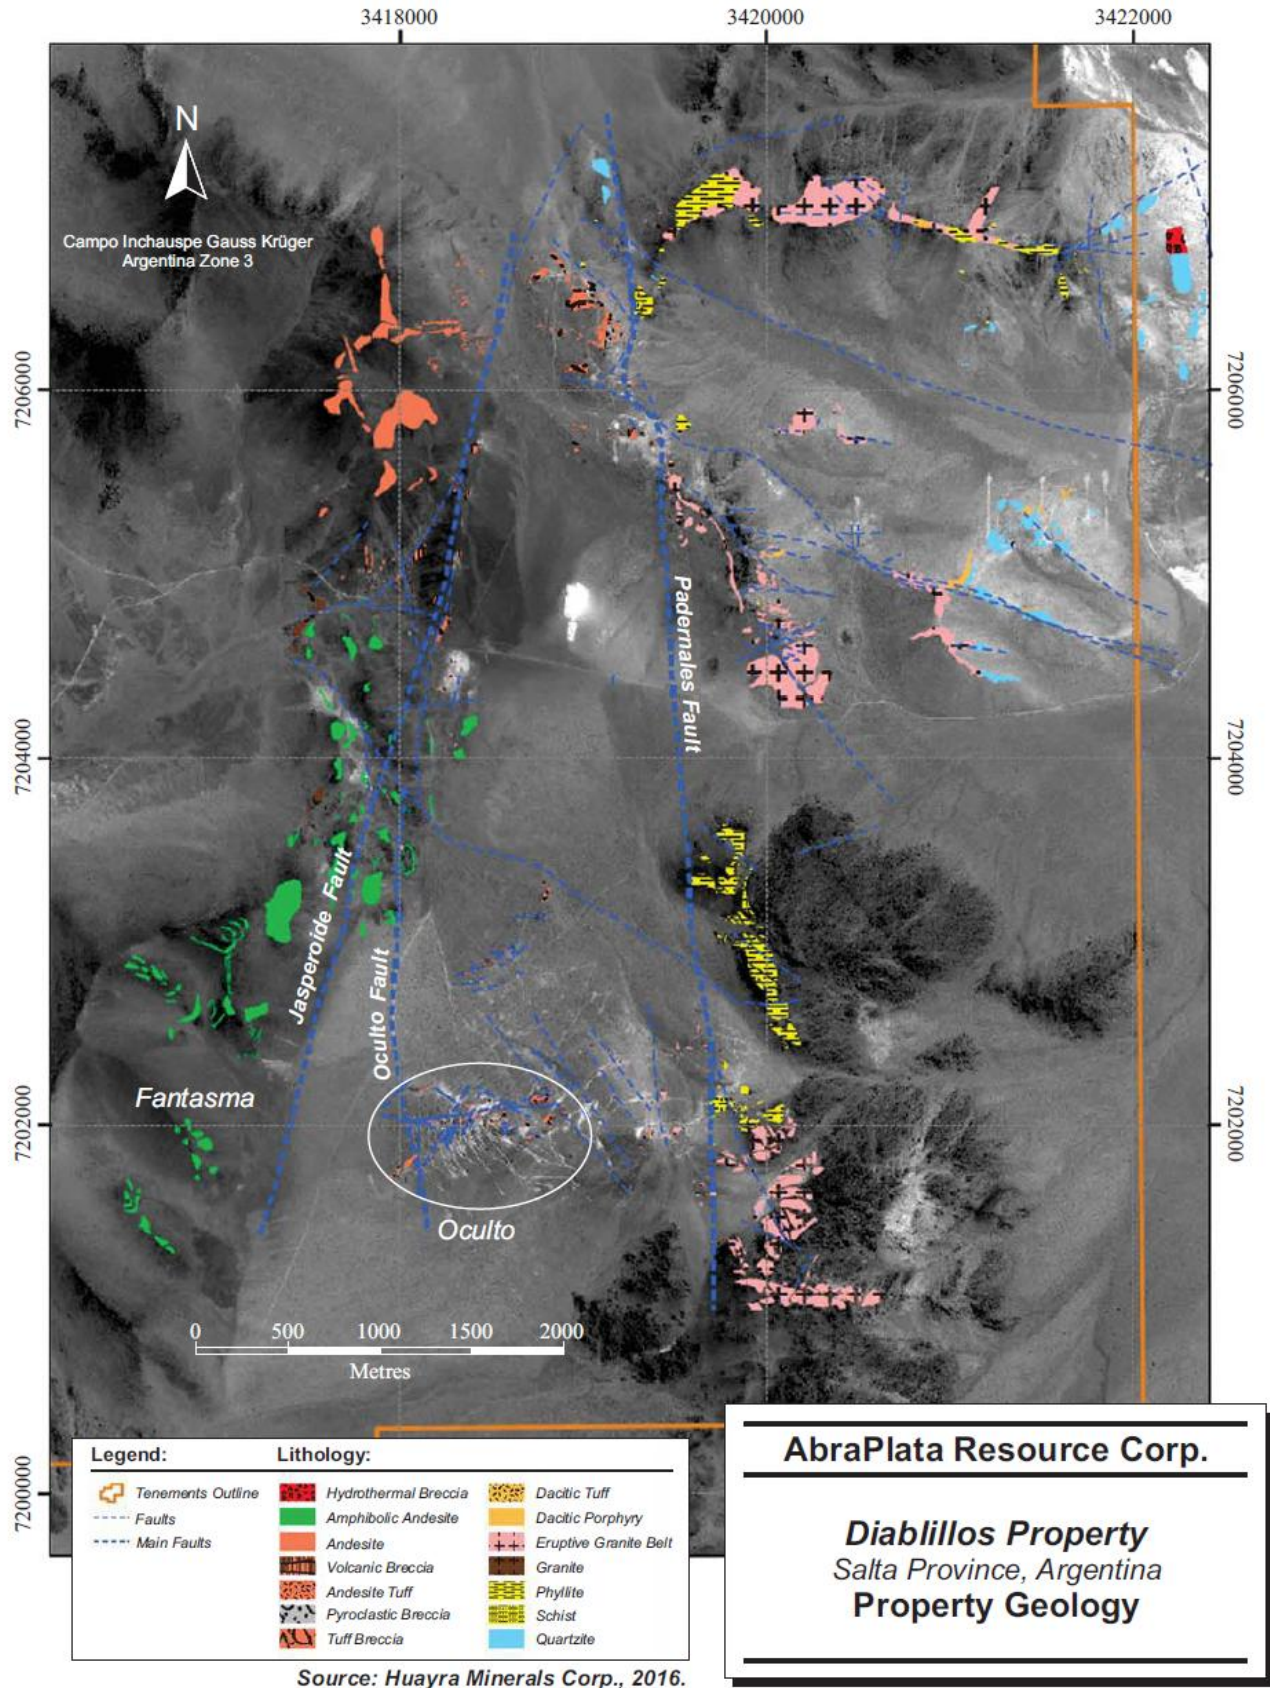 3418000
3420000
3422000
N
Campo Inchauspe Gauss Krüger
Argentina Zone 3
7206000
7206000
Padernales Fault
7204000
7204000
Jasperoide Fault
Oculto Fault
Fantasma
7202000
7202000
Oculto
0 500 1000 1500 2000
Metres
7200000
Legend:
Tenements Outline
Faults
Main Faults
Lithology:
Hydrothermal Breccia
Amphibolic Andesite
Andesite
Volcanic Breccia
Andesite Tuff
Pyroclastic Breccia
Tuff Breccia
Dacitic Tuff
Dacitic Porphyry
Eruptive Granite Belt
Granite
Phyllite
Schist
Quartzite
AbraPlata Resource Corp.
Diablillos Property
Salta Province, Argentina
Property Geology
Source: Huayra Minerals Corp., 2016.